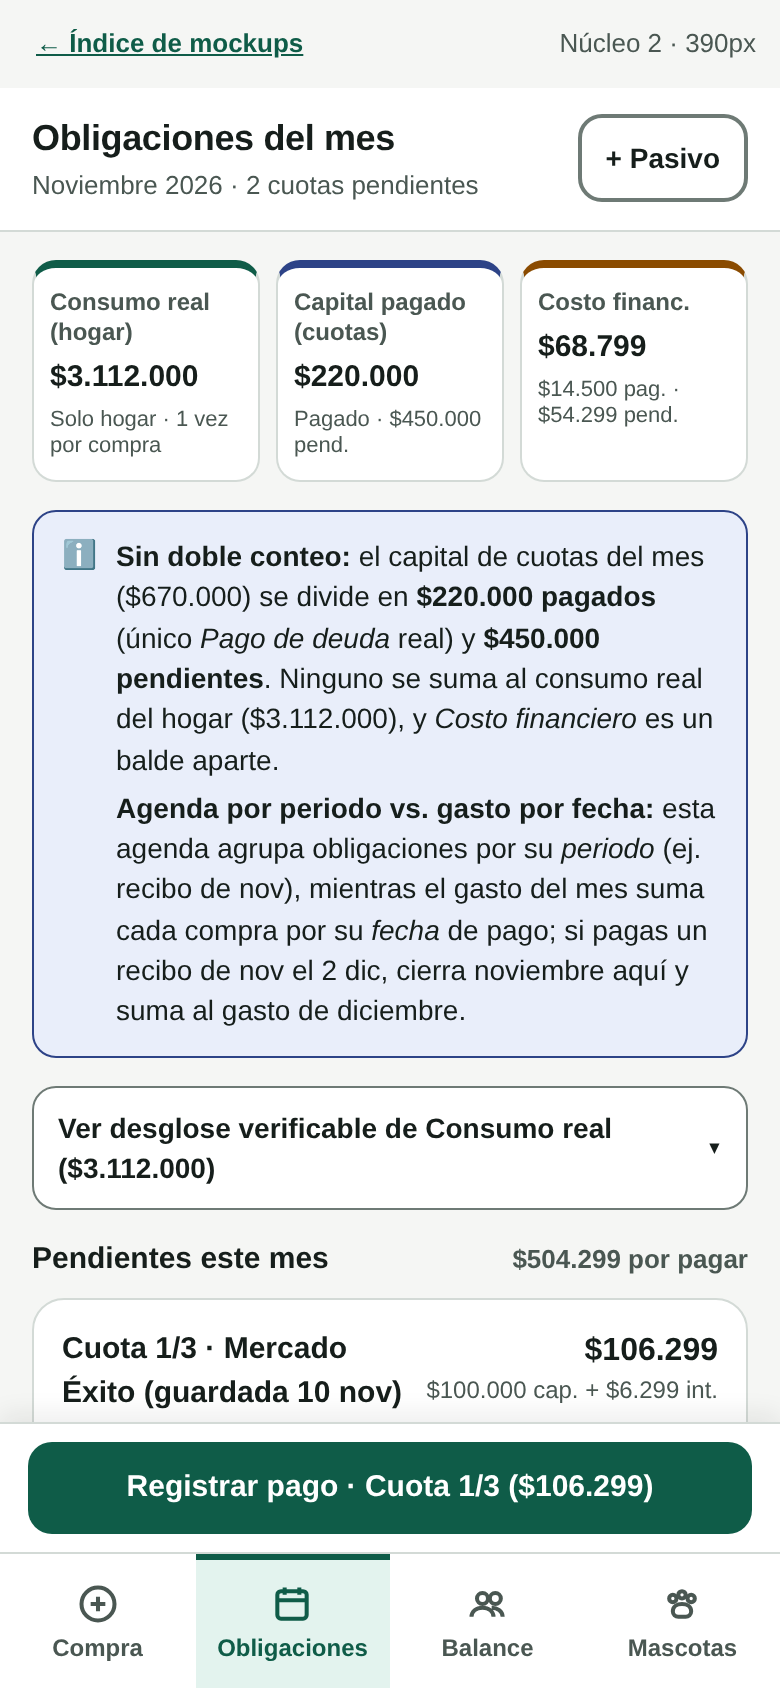 ← Índice de mockups
Núcleo 2 · 390px
Obligaciones del mes
Noviembre 2026 · 2 cuotas pendientes
+ Pasivo
Consumo real
(hogar)
$3.112.000
Solo hogar · 1 vez
por compra
Capital pagado
(cuotas)
$220.000
Pagado · $450.000
pend.
Costo financ.
$68.799
$14.500 pag. ·
$54.299 pend.
ℹ️ Sin doble conteo: el capital de cuotas del mes
($670.000) se divide en $220.000 pagados
(único Pago de deuda real) y $450.000
pendientes. Ninguno se suma al consumo real
del hogar ($3.112.000), y Costo financiero es un
balde aparte.
Agenda por periodo vs. gasto por fecha: esta
agenda agrupa obligaciones por su periodo (ej.
recibo de nov), mientras el gasto del mes suma
cada compra por su fecha de pago; si pagas un
recibo de nov el 2 dic, cierra noviembre aquí y
suma al gasto de diciembre.
Ver desglose verificable de Consumo real
($3.112.000)
▼
Pendientes este mes
$504.299 por pagar
Cuota 1/3 · Mercado
Éxito (guardada 10 nov)
$106.299
$100.000 cap. + $6.299 int.
Registrar pago · Cuota 1/3 ($106.299)
Compra
Obligaciones
Balance
Mascotas